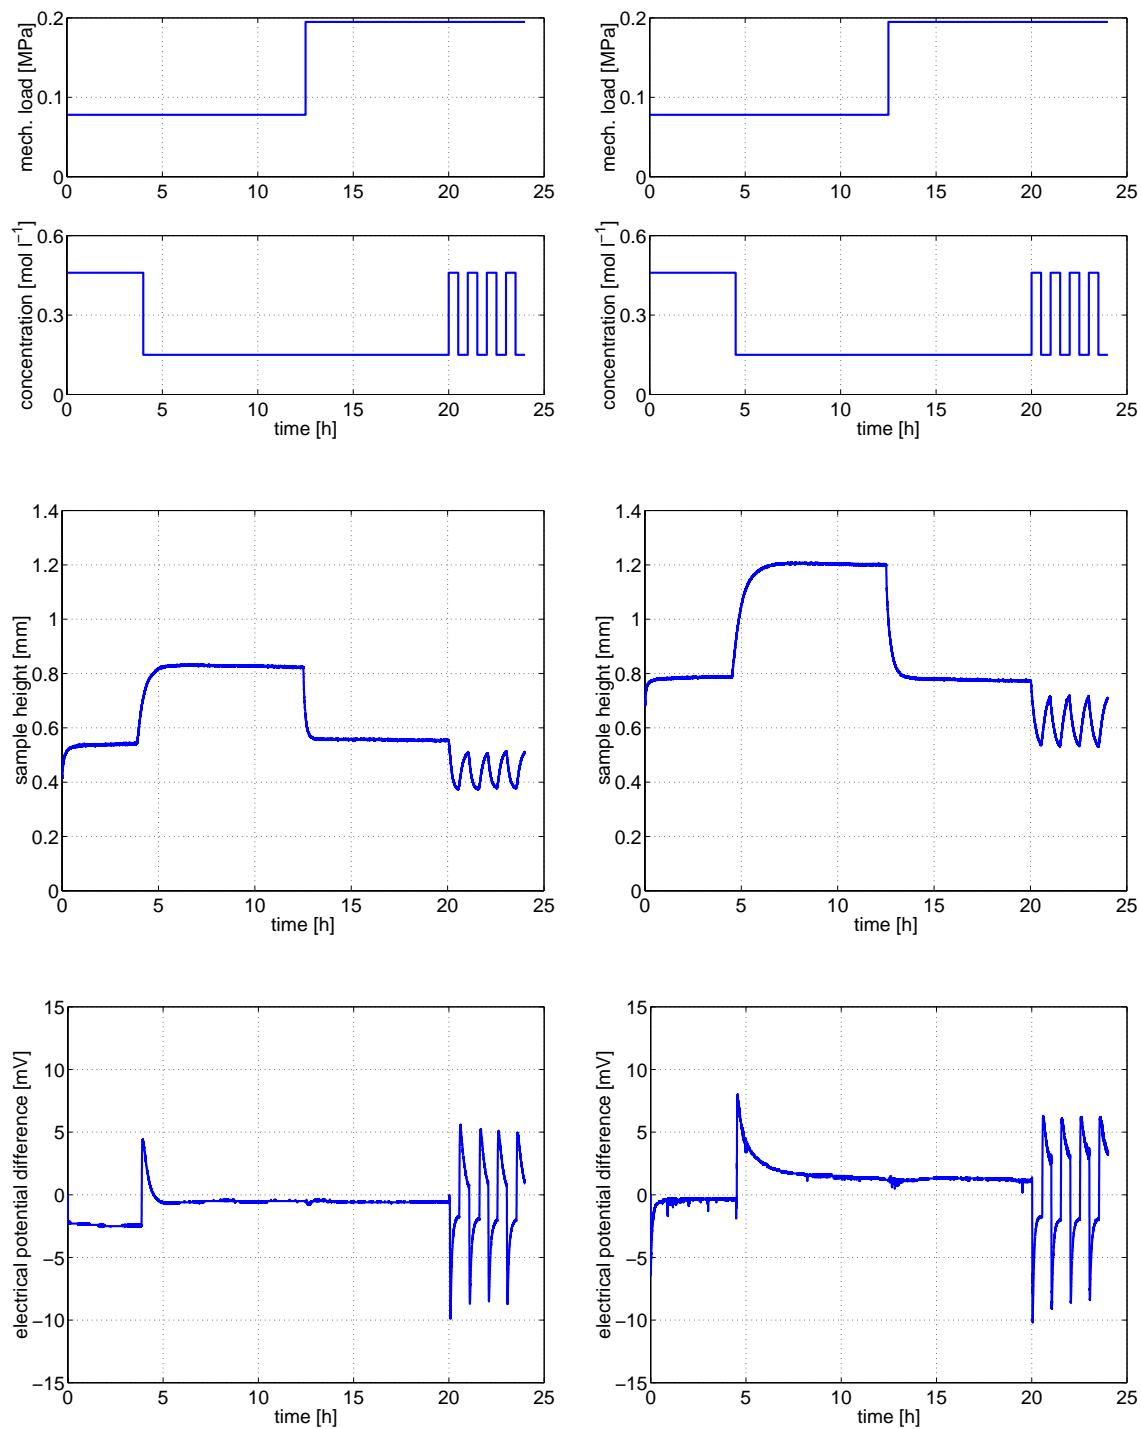 mech. load [MPa]
0.2
0.1
0
0 5 10 15 20 25
mech. load [MPa]
0.2
0.1
0
0 5 10 15 20 25
concentration [mol l⁻¹]
0.6
0.3
0
0 5 10 15 20 25
time [h]
concentration [mol l⁻¹]
0.6
0.3
0
0 5 10 15 20 25
time [h]
sample height [mm]
1.4
1.2
1
0.8
0.6
0.4
0.2
0
0 5 10 15 20 25
time [h]
sample height [mm]
1.4
1.2
1
0.8
0.6
0.4
0.2
0
0 5 10 15 20 25
time [h]
electrical potential difference [mV]
15
10
5
0
−5
−10
−15
0 5 10 15 20 25
time [h]
electrical potential difference [mV]
15
10
5
0
−5
−10
−15
0 5 10 15 20 25
time [h]